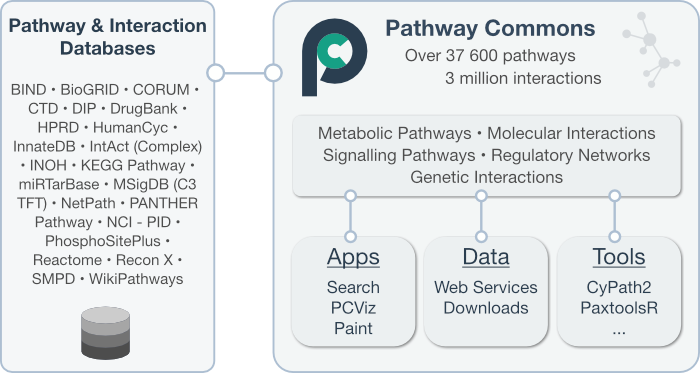 Pathway & Interaction
Databases
BIND • BioGRID • CORUM •
CTD • DIP • DrugBank •
HPRD • HumanCyc •
InnateDB • IntAct (Complex)
• INOH • KEGG Pathway •
miRTarBase • MSigDB (C3
TFT) • NetPath • PANTHER
Pathway • NCI - PID •
PhosphoSitePlus •
Reactome • Recon X •
SMPD • WikiPathways
Pathway Commons
Over 37 600 pathways
3 million interactions
Metabolic Pathways • Molecular Interactions
Signalling Pathways • Regulatory Networks
Genetic Interactions
Apps
Search
PCViz
Paint
Data
Web Services
Downloads
Tools
CyPath2
PaxtoolsR
...